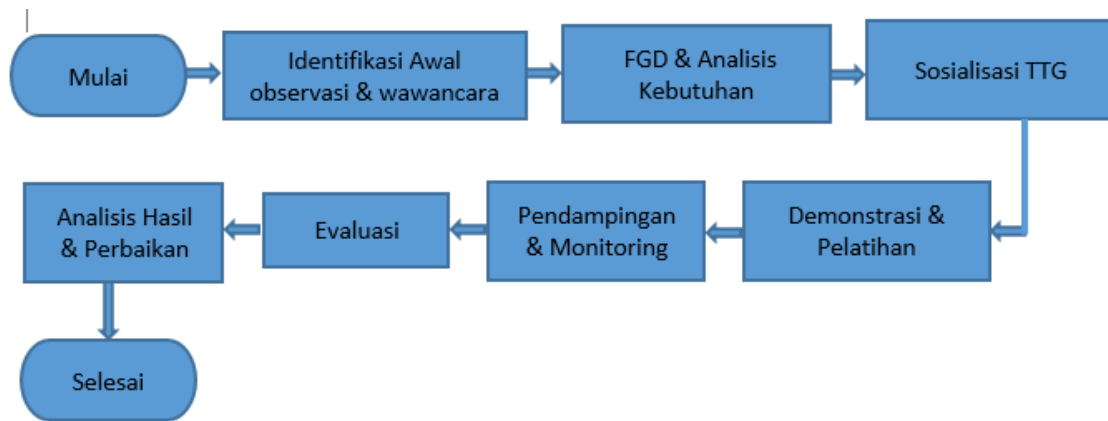 Mulai
Identifikasi Awal
observasi & wawancara
FGD & Analisis
Kebutuhan
Sosialisasi TTG
Demonstrasi &
Pelatihan
Pendampingan
& Monitoring
Evaluasi
Analisis Hasil
& Perbaikan
Selesai